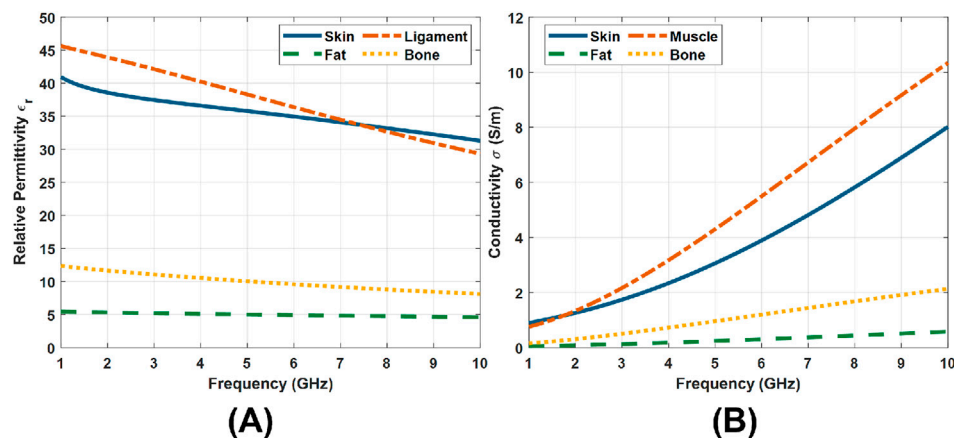 Skin Ligament
Fat Bone
Relative Permittivity ϵr
50
45
40
35
30
25
20
15
10
5
0
1 2 3 4 5 6 7 8 9 10
Frequency (GHz)
(A)
Skin Muscle
Fat Bone
Conductivity σ (S/m)
12
10
8
6
4
2
0
1 2 3 4 5 6 7 8 9 10
Frequency (GHz)
(B)